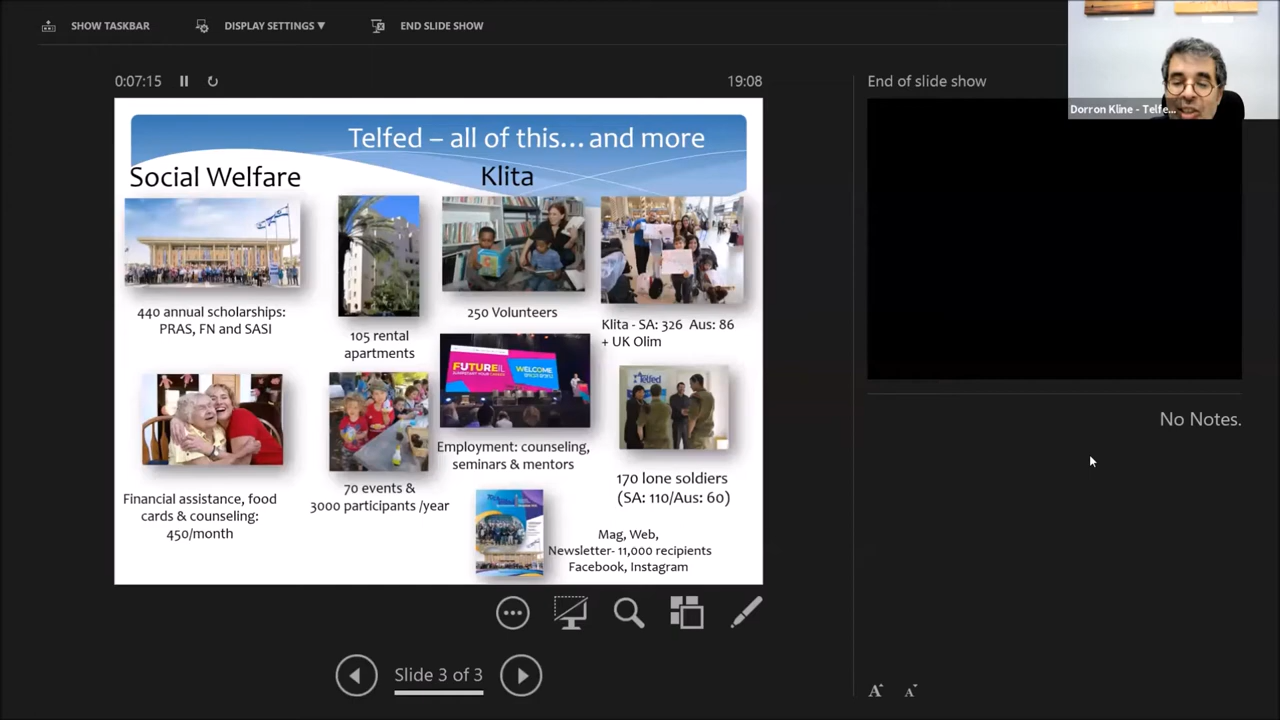 SHOW TASKBAR
DISPLAY SETTINGS ▼
END SLIDE SHOW
0:07:15
19:08
End of slide show
Dorron Kline - Telfe...
Telfed – all of this...and more
Social Welfare
Klita
440 annual scholarships:
PRAS, FN and SASI
105 rental
apartments
250 Volunteers
Klita - SA: 326 Aus: 86
+ UK Olim
FUTUREIL
WELCOME
Telfed
Financial assistance, food
cards & counseling:
450/month
70 events &
3000 participants /year
Employment: counseling,
seminars & mentors
170 lone soldiers
(SA: 110/Aus: 60)
Mag, Web,
Newsletter- 11,000 recipients
Facebook, Instagram
No Notes.
Slide 3 of 3
A
A